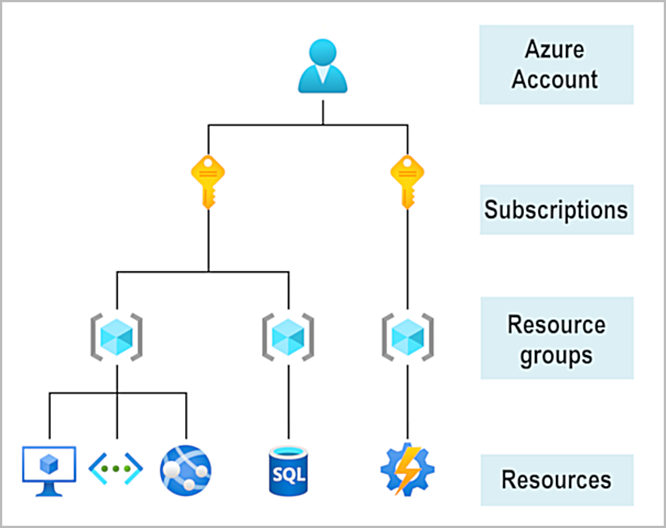 Azure
Account
Subscriptions
Resource
groups
SQL
Resources